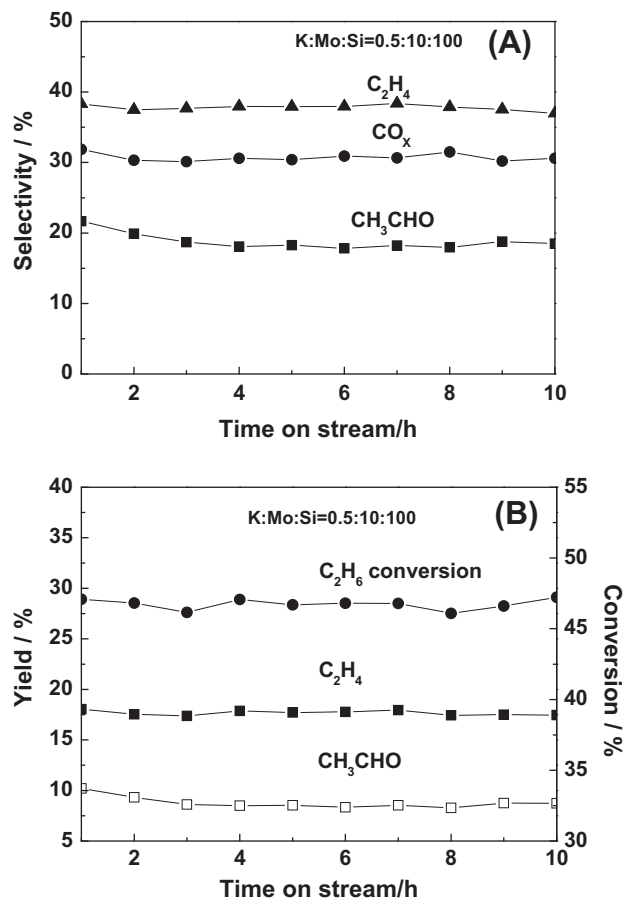 (A)
K:Mo:Si=0.5:10:100
C₂H₄
COₓ
CH₃CHO
50
40
30
20
10
0
Selectivity / %
2 4 6 8 10
Time on stream/h
(B)
K:Mo:Si=0.5:10:100
C₂H₆ conversion
C₂H₄
CH₃CHO
40
35
30
25
20
15
10
5
Yield / %
55
50
45
40
35
30
Conversion / %
2 4 6 8 10
Time on stream/h